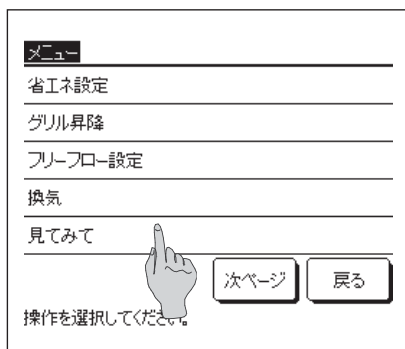 メニュー
省エネ設定
グリル昇降
フリーフロー設定
換気
見てみて
次ページ 戻る
操作を選択してください。